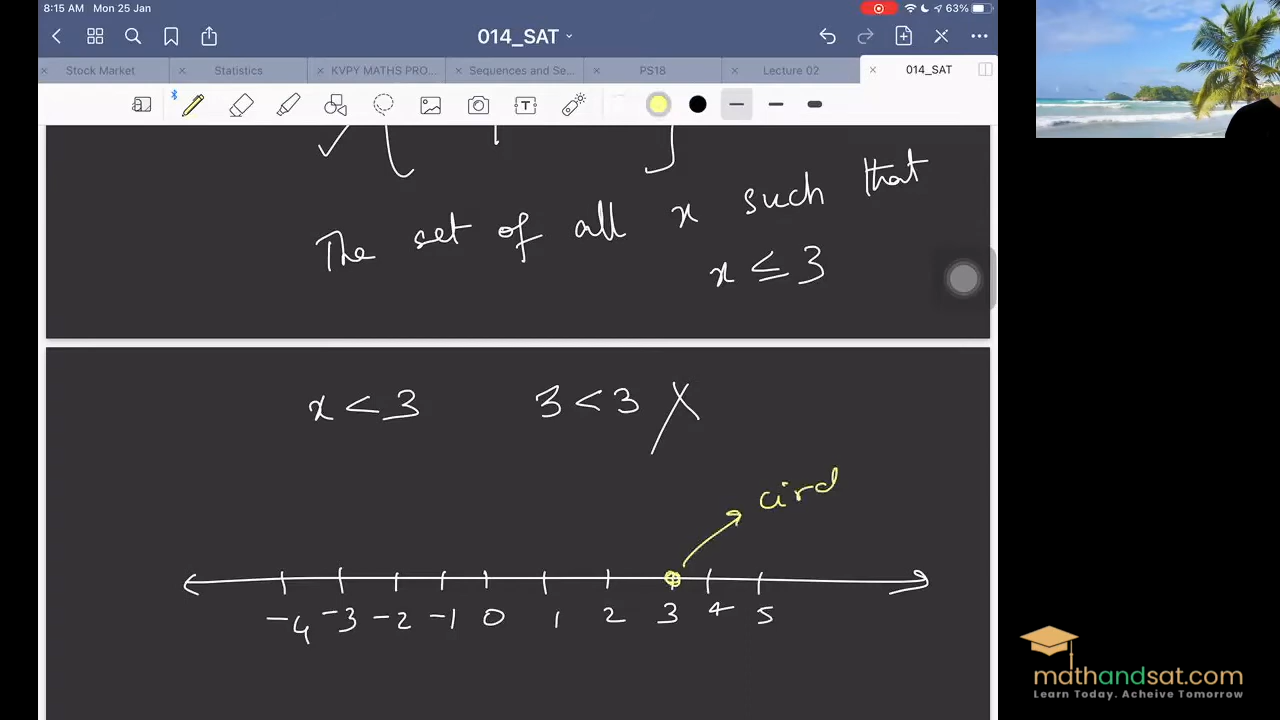 8:15 AM Mon 25 Jan
63%
014_SAT
Stock Market
Statistics
KVPY MATHS PRO...
Sequences and Se...
PS18
Lecture 02
014_SAT
The set of all x such that
x ≤ 3
x < 3 3 < 3
circl
-4 -3 -2 -1 0 1 2 3 4 5
mathandsat.com
Learn Today. Acheive Tomorrow